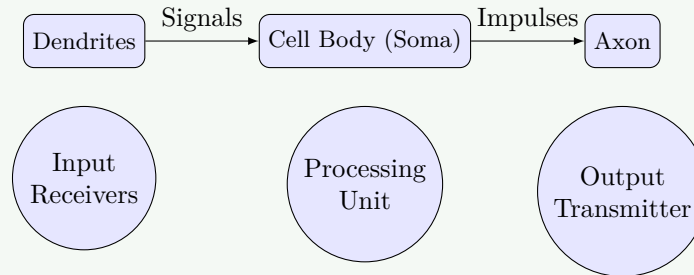 Signals
Impulses
Dendrites
Cell Body (Soma)
Axon
Input
Receivers
Processing
Unit
Output
Transmitter